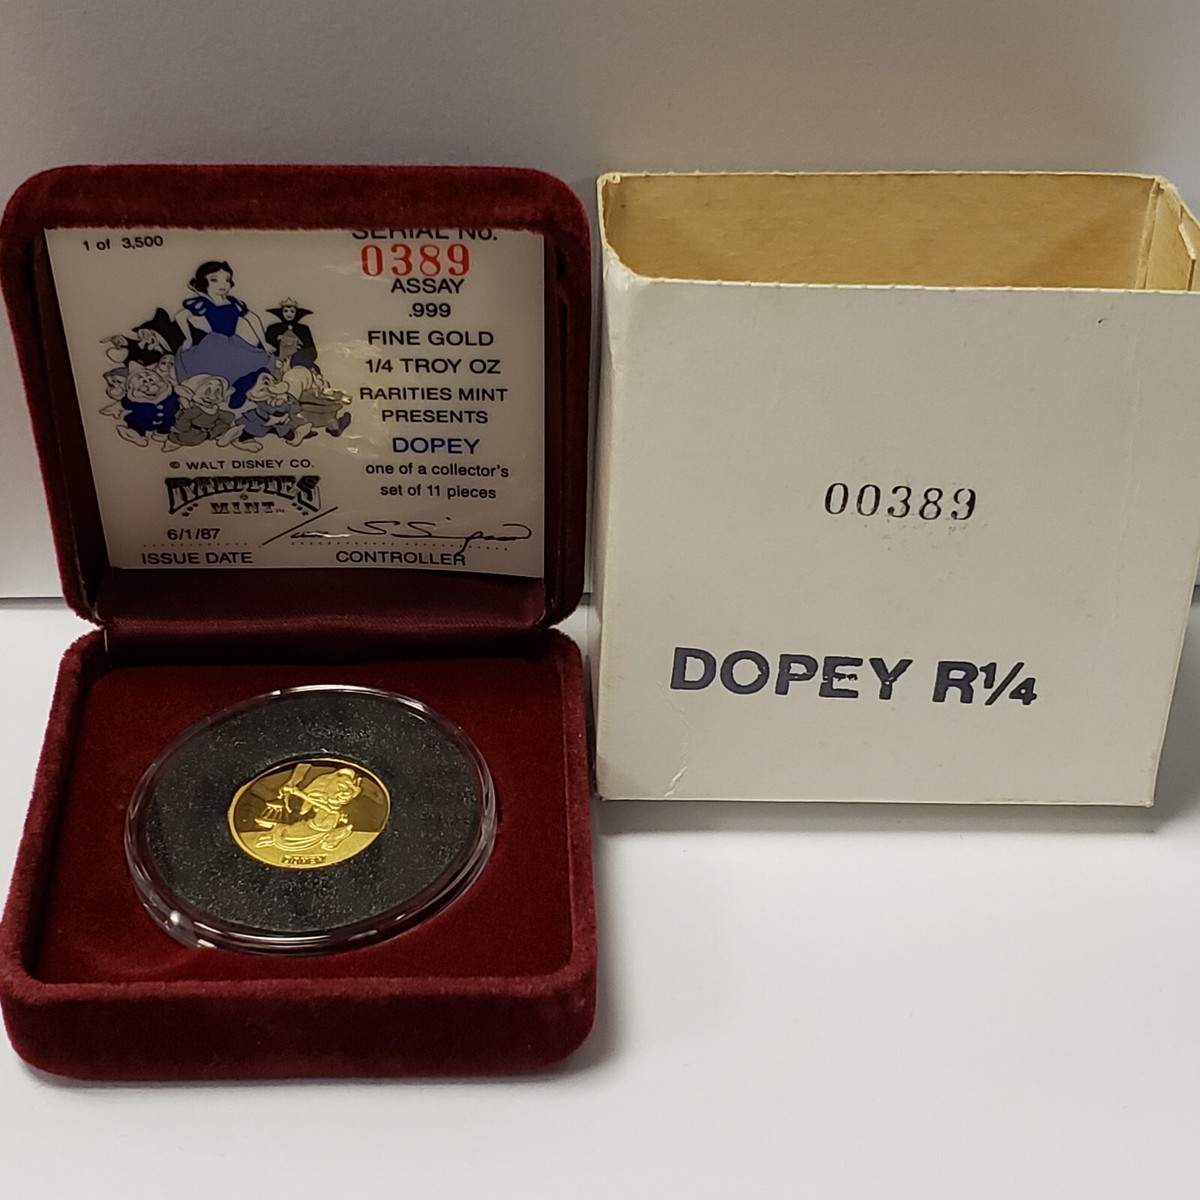 1 of 3,500
SERIAL No.
0389
ASSAY
.999
FINE GOLD
1/4 TROY OZ
RARITIES MINT
PRESENTS
DOPEY
one of a collector's
set of 11 pieces
© WALT DISNEY CO.
RARITIES
MINT™
6/1/87
ISSUE DATE
CONTROLLER
DOPEY
00389
DOPEY R¼